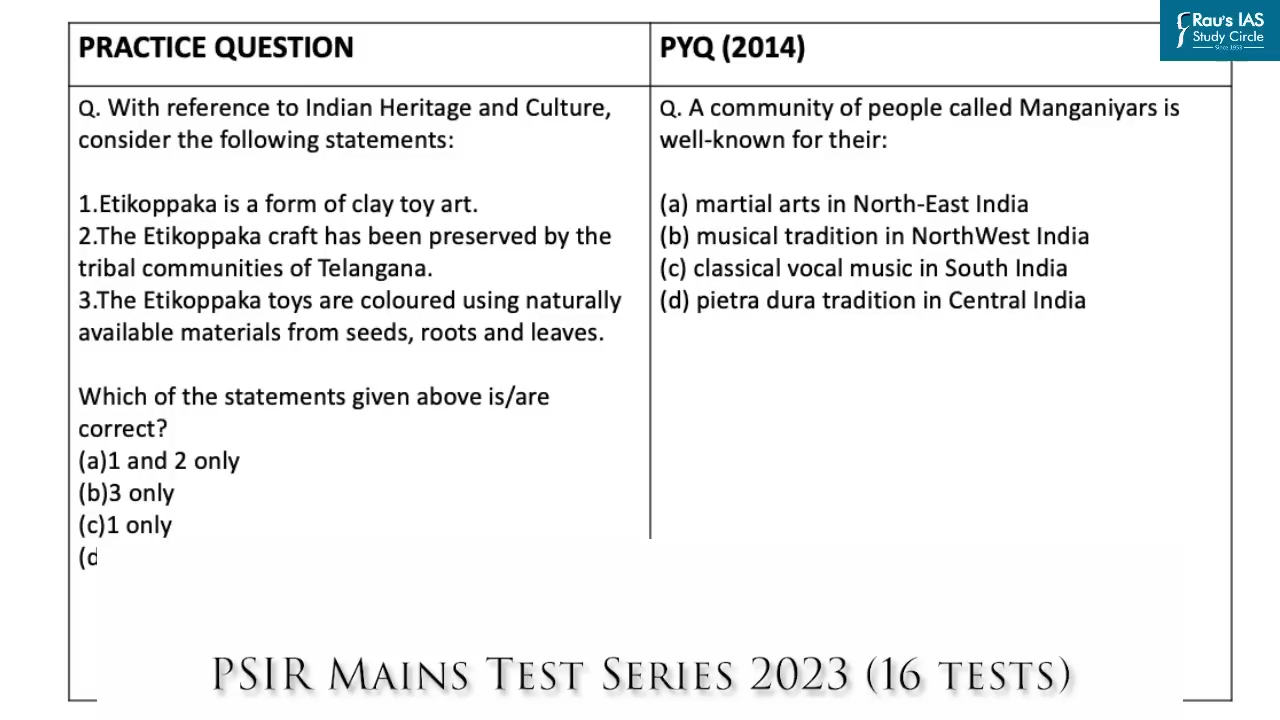 Rau's IAS
Study Circle
Since 1953
PRACTICE QUESTION
Q. With reference to Indian Heritage and Culture,
consider the following statements:
1.Etikoppaka is a form of clay toy art.
2.The Etikoppaka craft has been preserved by the
tribal communities of Telangana.
3.The Etikoppaka toys are coloured using naturally
available materials from seeds, roots and leaves.
Which of the statements given above is/are
correct?
(a)1 and 2 only
(b)3 only
(c)1 only
(d
PYQ (2014)
Q. A community of people called Manganiyars is
well-known for their:
(a) martial arts in North-East India
(b) musical tradition in NorthWest India
(c) classical vocal music in South India
(d) pietra dura tradition in Central India
PSIR Mains Test Series 2023 (16 tests)